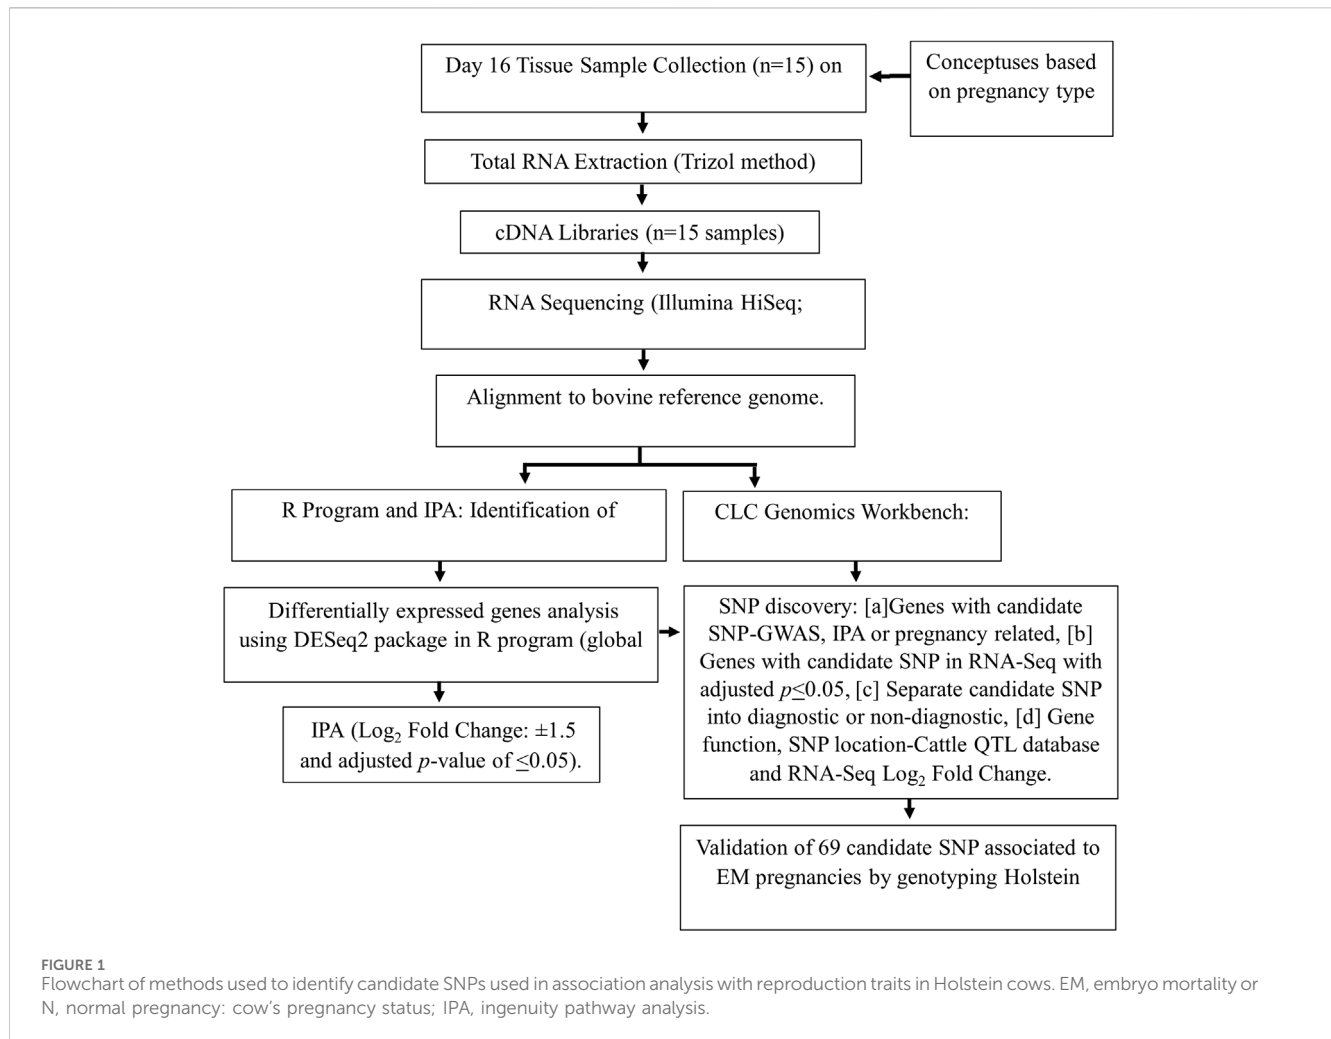 Day 16 Tissue Sample Collection (n=15) on
Conceptuses based
on pregnancy type
Total RNA Extraction (Trizol method)
cDNA Libraries (n=15 samples)
RNA Sequencing (Illumina HiSeq;
Alignment to bovine reference genome.
R Program and IPA: Identification of
CLC Genomics Workbench:
Differentially expressed genes analysis
using DESeq2 package in R program (global
SNP discovery: [a]Genes with candidate
SNP-GWAS, IPA or pregnancy related, [b]
Genes with candidate SNP in RNA-Seq with
adjusted p≤0.05, [c] Separate candidate SNP
into diagnostic or non-diagnostic, [d] Gene
function, SNP location-Cattle QTL database
and RNA-Seq Log₂ Fold Change.
IPA (Log₂ Fold Change: ±1.5
and adjusted p-value of ≤0.05).
Validation of 69 candidate SNP associated to
EM pregnancies by genotyping Holstein
FIGURE 1
Flowchart of methods used to identify candidate SNPs used in association analysis with reproduction traits in Holstein cows. EM, embryo mortality or
N, normal pregnancy: cow's pregnancy status; IPA, ingenuity pathway analysis.